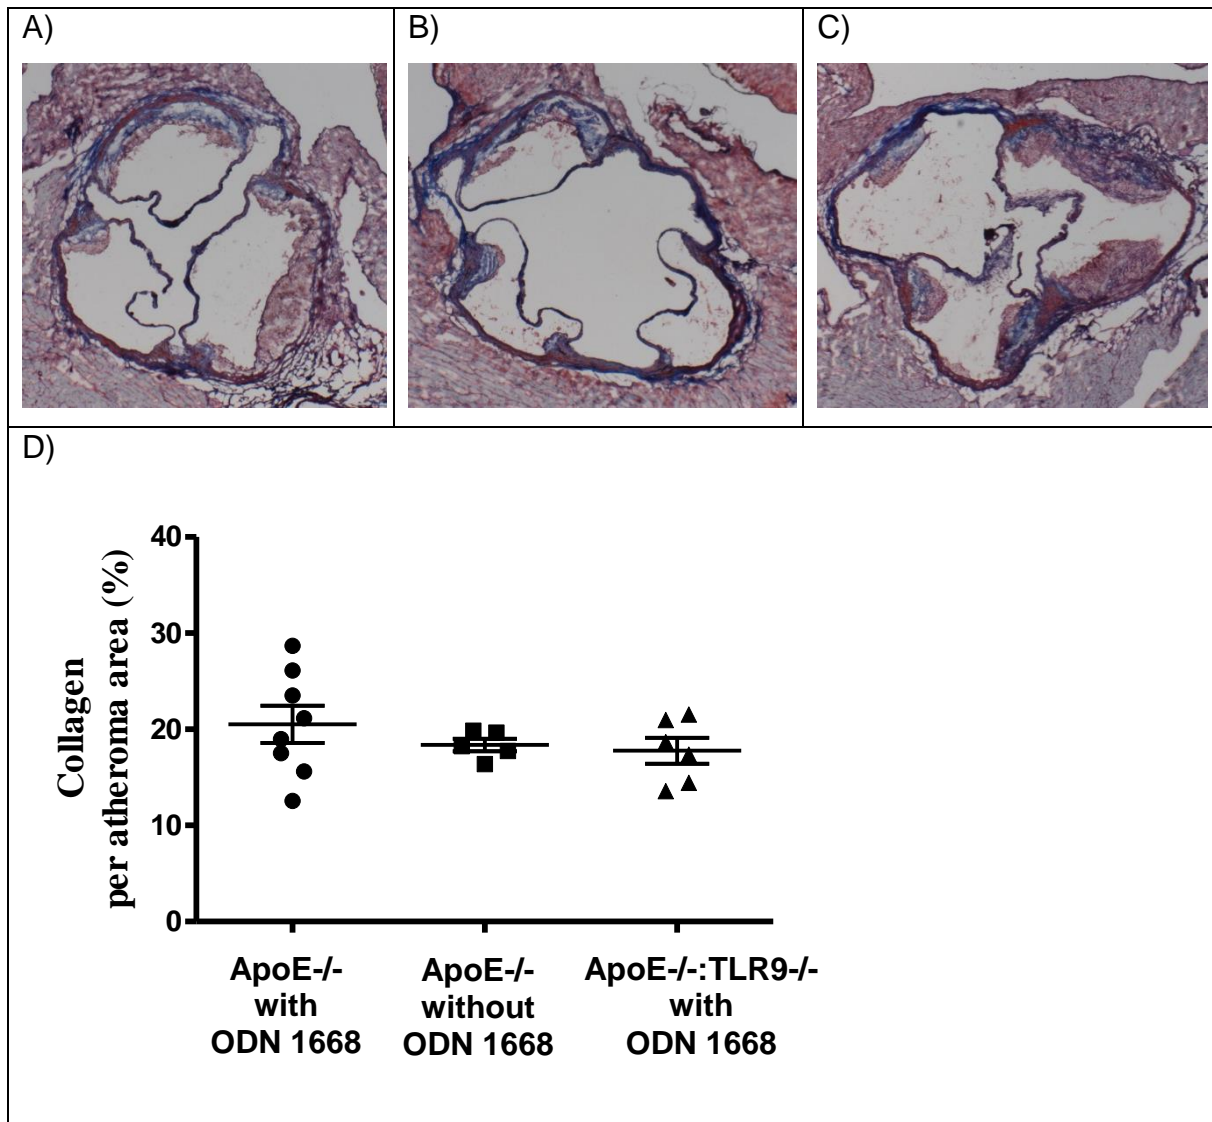 A)
B)
C)
D)
40
30
20
10
0
Collagen
per atheroma area (%)
ApoE-/-
with
ODN 1668
ApoE-/-
without
ODN 1668
ApoE-/-:TLR9-/-
with
ODN 1668